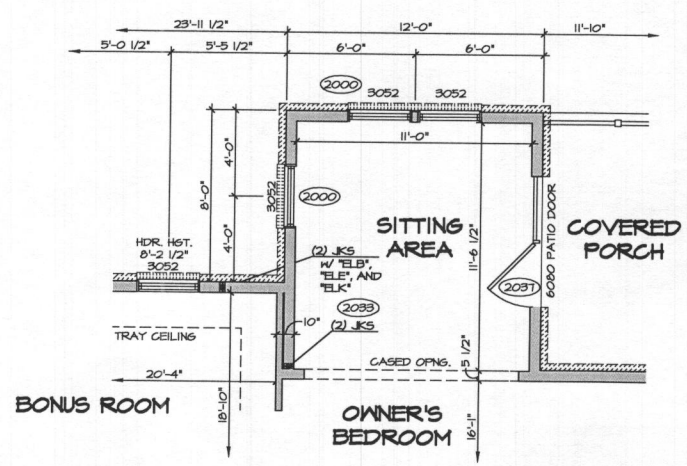 23'-11 1/2"
12'-0"
11'-10"
5'-0 1/2"
5'-5 1/2"
6'-0"
6'-0"
2000
3052
3052
11'-0"
4'-0"
8'-0"
3052
2000
4'-0"
SITTING
AREA
11'-6 1/2"
6080 PATIO DOOR
COVERED
PORCH
HDR. HGT.
8'-2 1/2"
3052
(2) JKS
W/ "ELB",
"ELE", AND
"ELK"
2037
2033
10"
(2) JKS
TRAY CEILING
CASED OPNG.
5 1/2"
20'-4"
18'-10"
BONUS ROOM
OWNER'S
BEDROOM
16'-1"